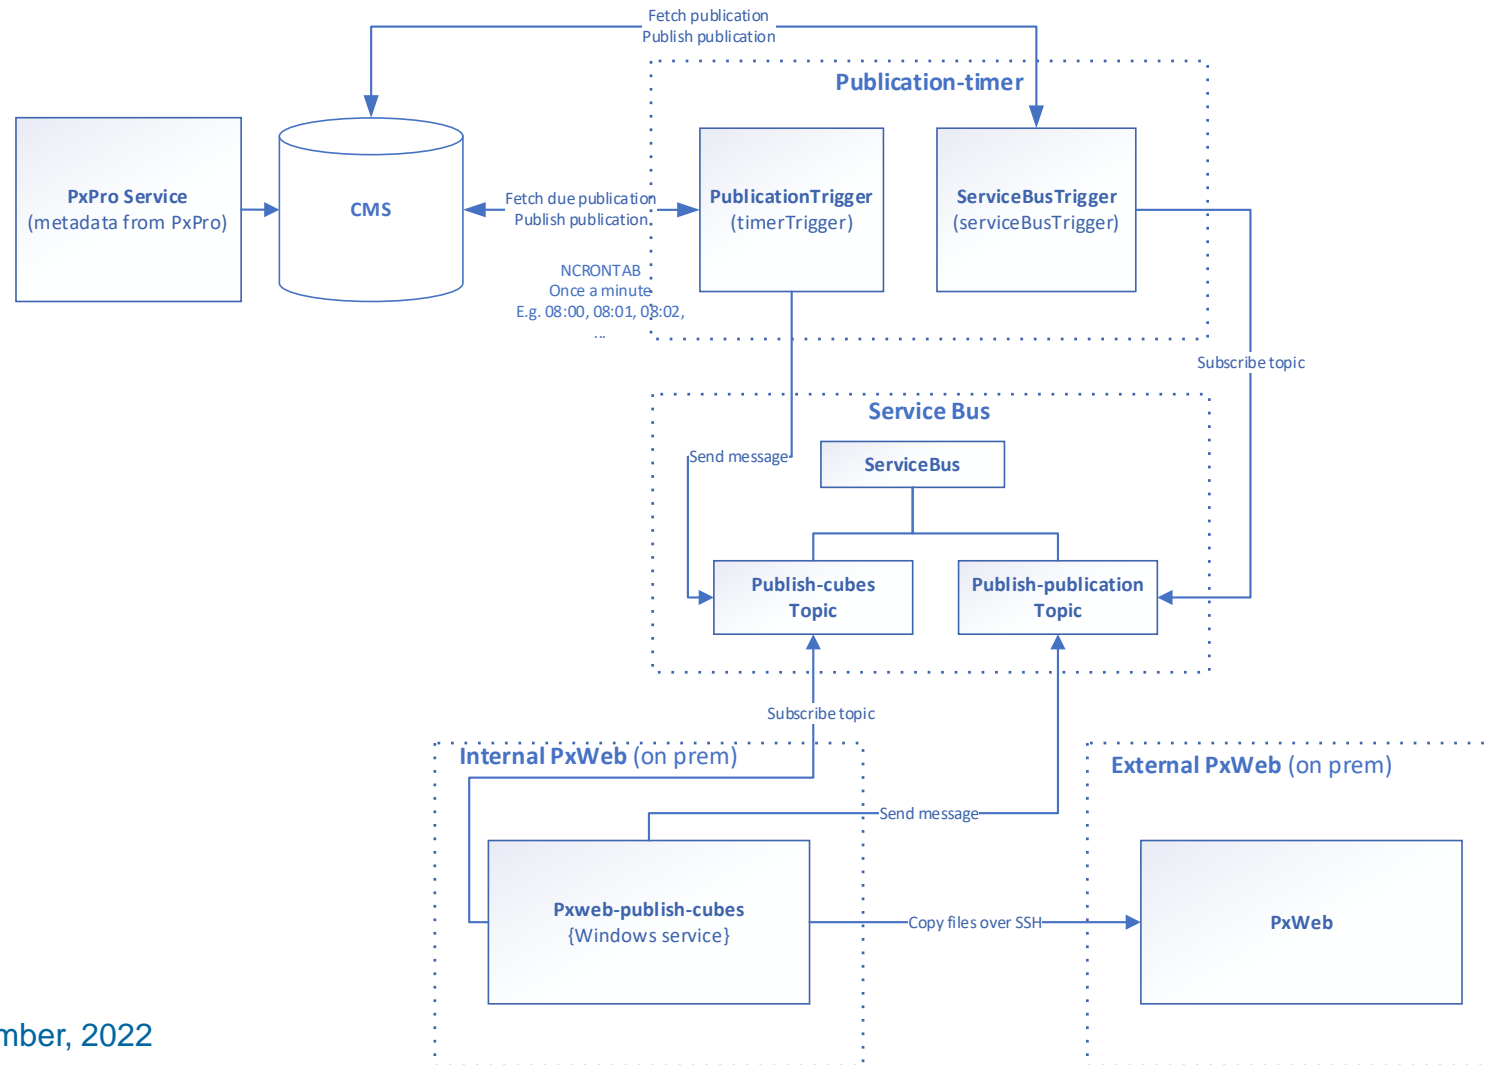 Fetch publication
Publish publication
Publication-timer
PxPro Service
(metadata from PxPro)
CMS
Fetch due publication
Publish publication
PublicationTrigger
(timerTrigger)
ServiceBusTrigger
(serviceBusTrigger)
NCRONTAB
Once a minute
E.g. 08:00, 08:01, 08:02,
...
Subscribe topic
Service Bus
Send message
ServiceBus
Publish-cubes
Topic
Publish-publication
Topic
Subscribe topic
Internal PxWeb (on prem)
External PxWeb (on prem)
Send message
Pxweb-publish-cubes
{Windows service}
Copy files over SSH
PxWeb
mber, 2022